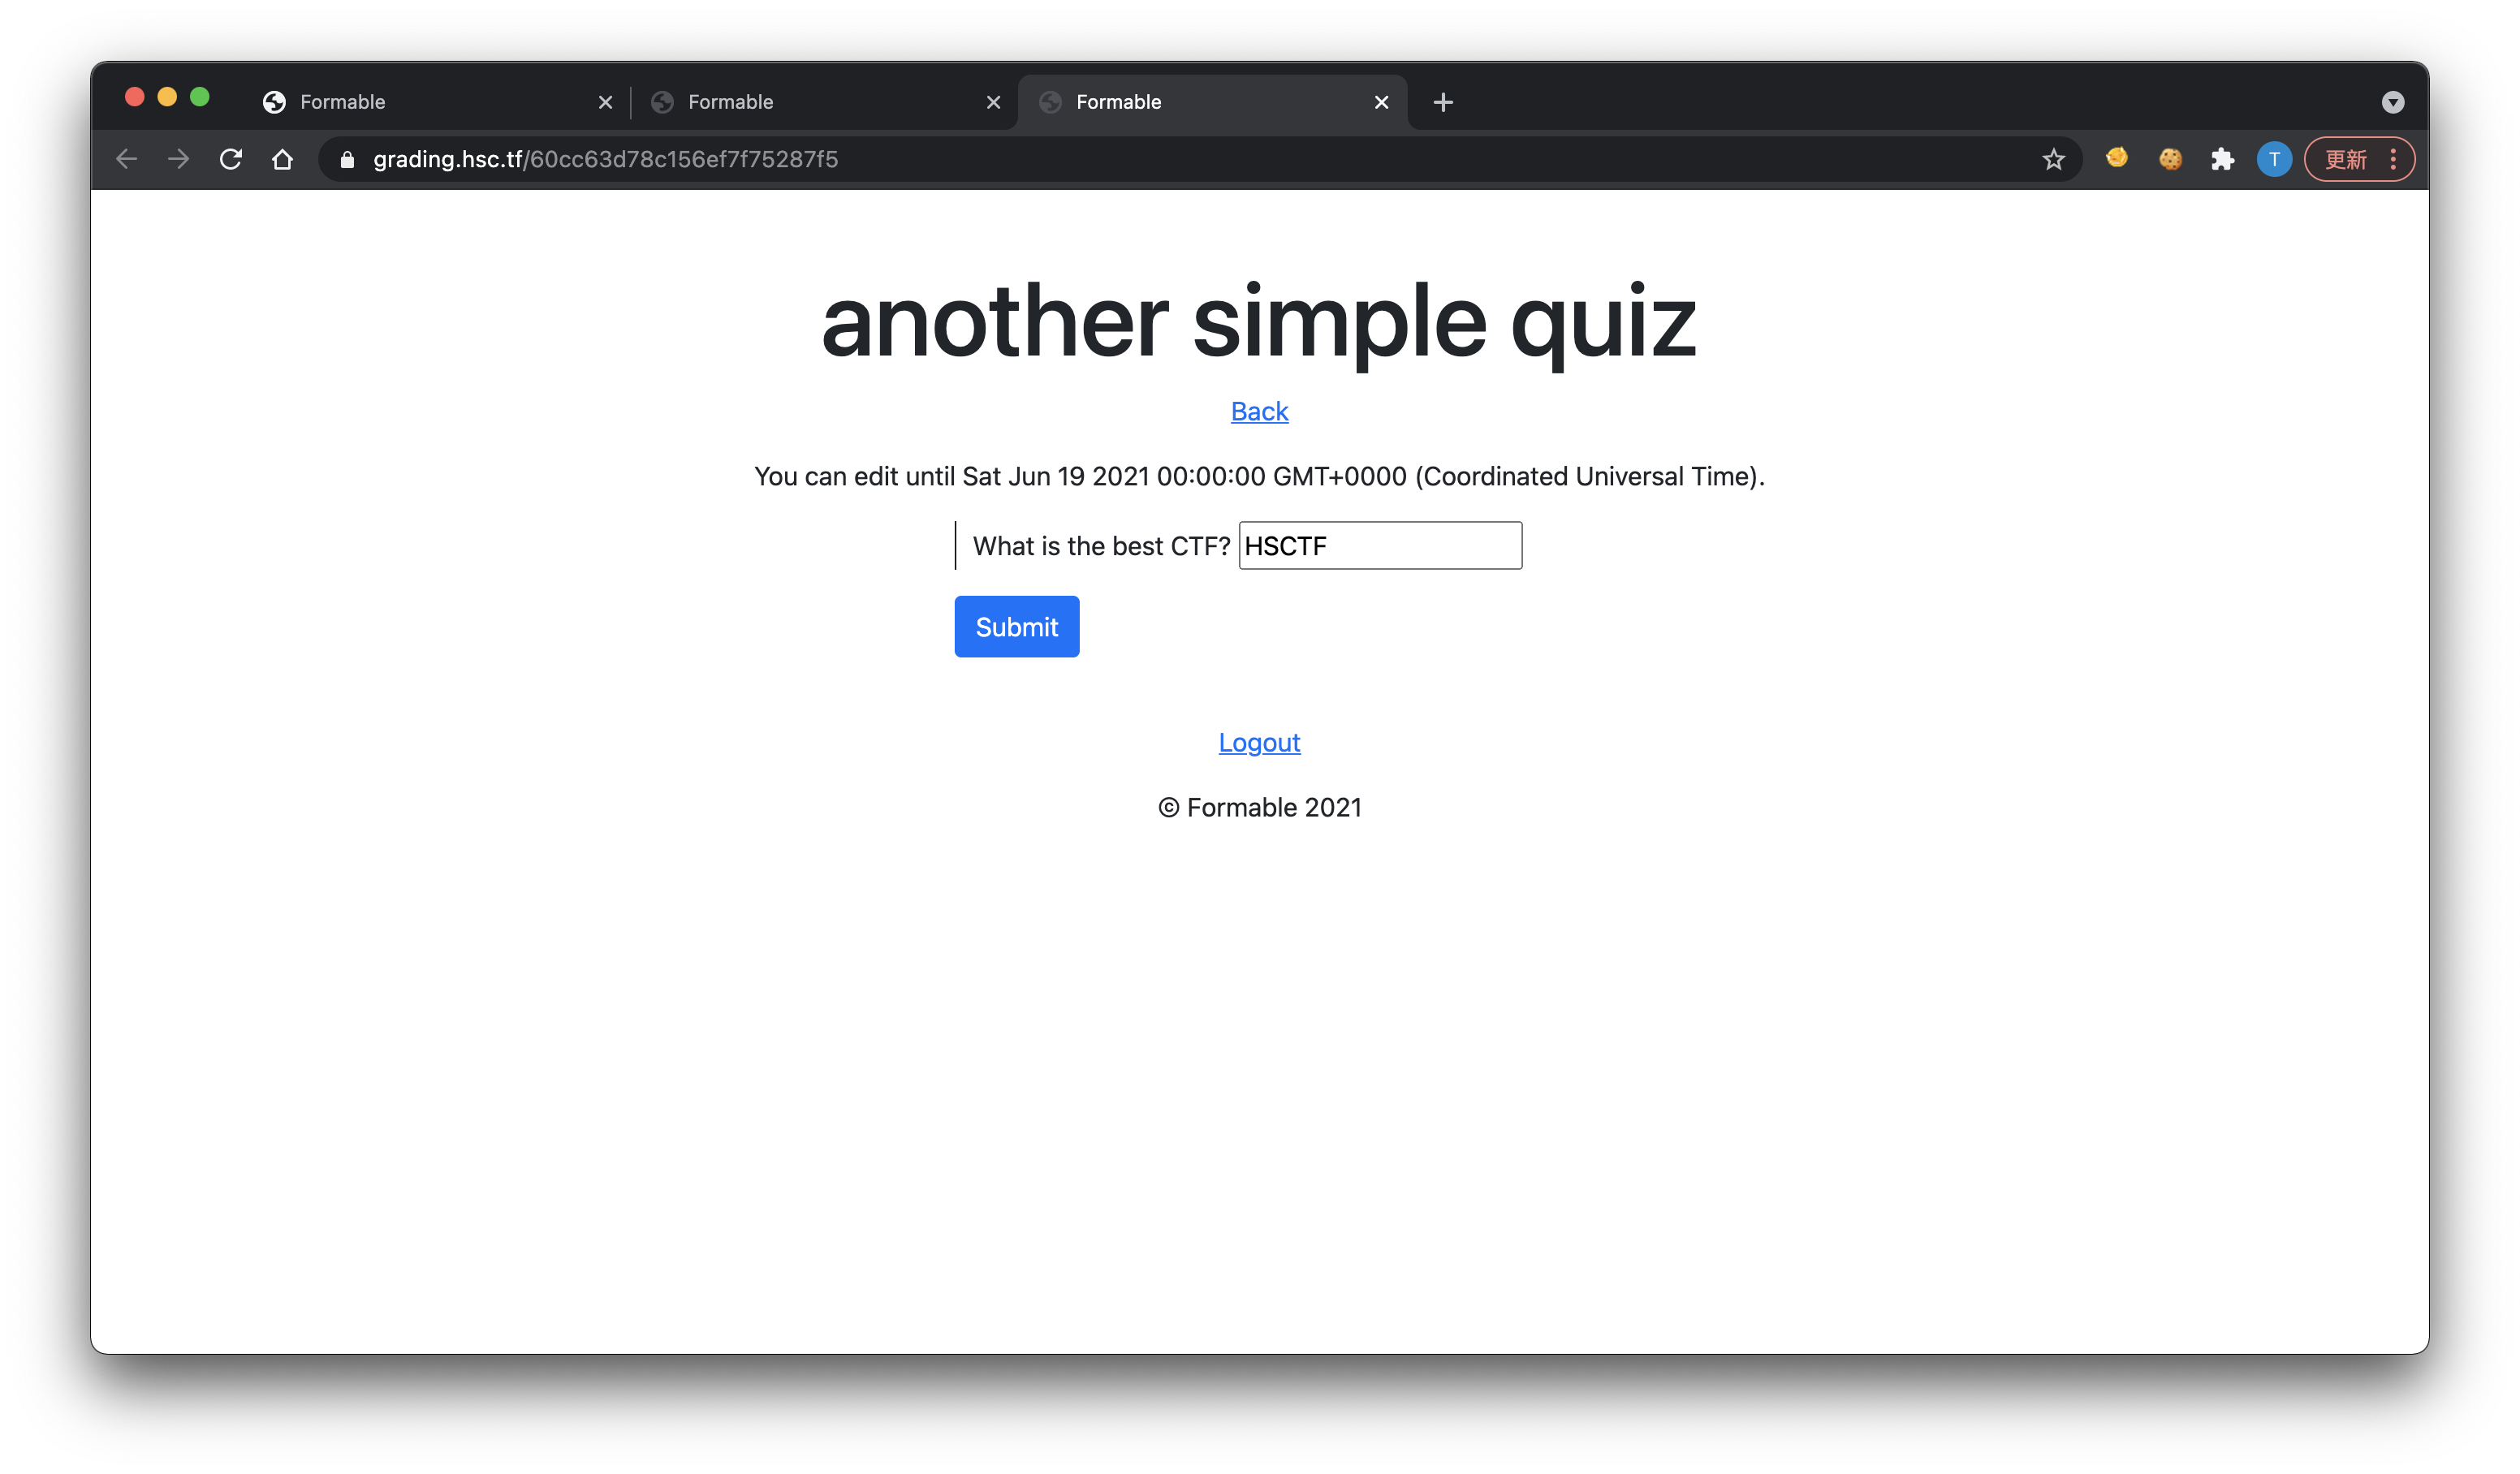 Formable
Formable
Formable
grading.hsc.tf/60cc63d78c156ef7f75287f5
T
更新
another simple quiz
Back
You can edit until Sat Jun 19 2021 00:00:00 GMT+0000 (Coordinated Universal Time).
What is the best CTF? HSCTF
Submit
Logout
© Formable 2021